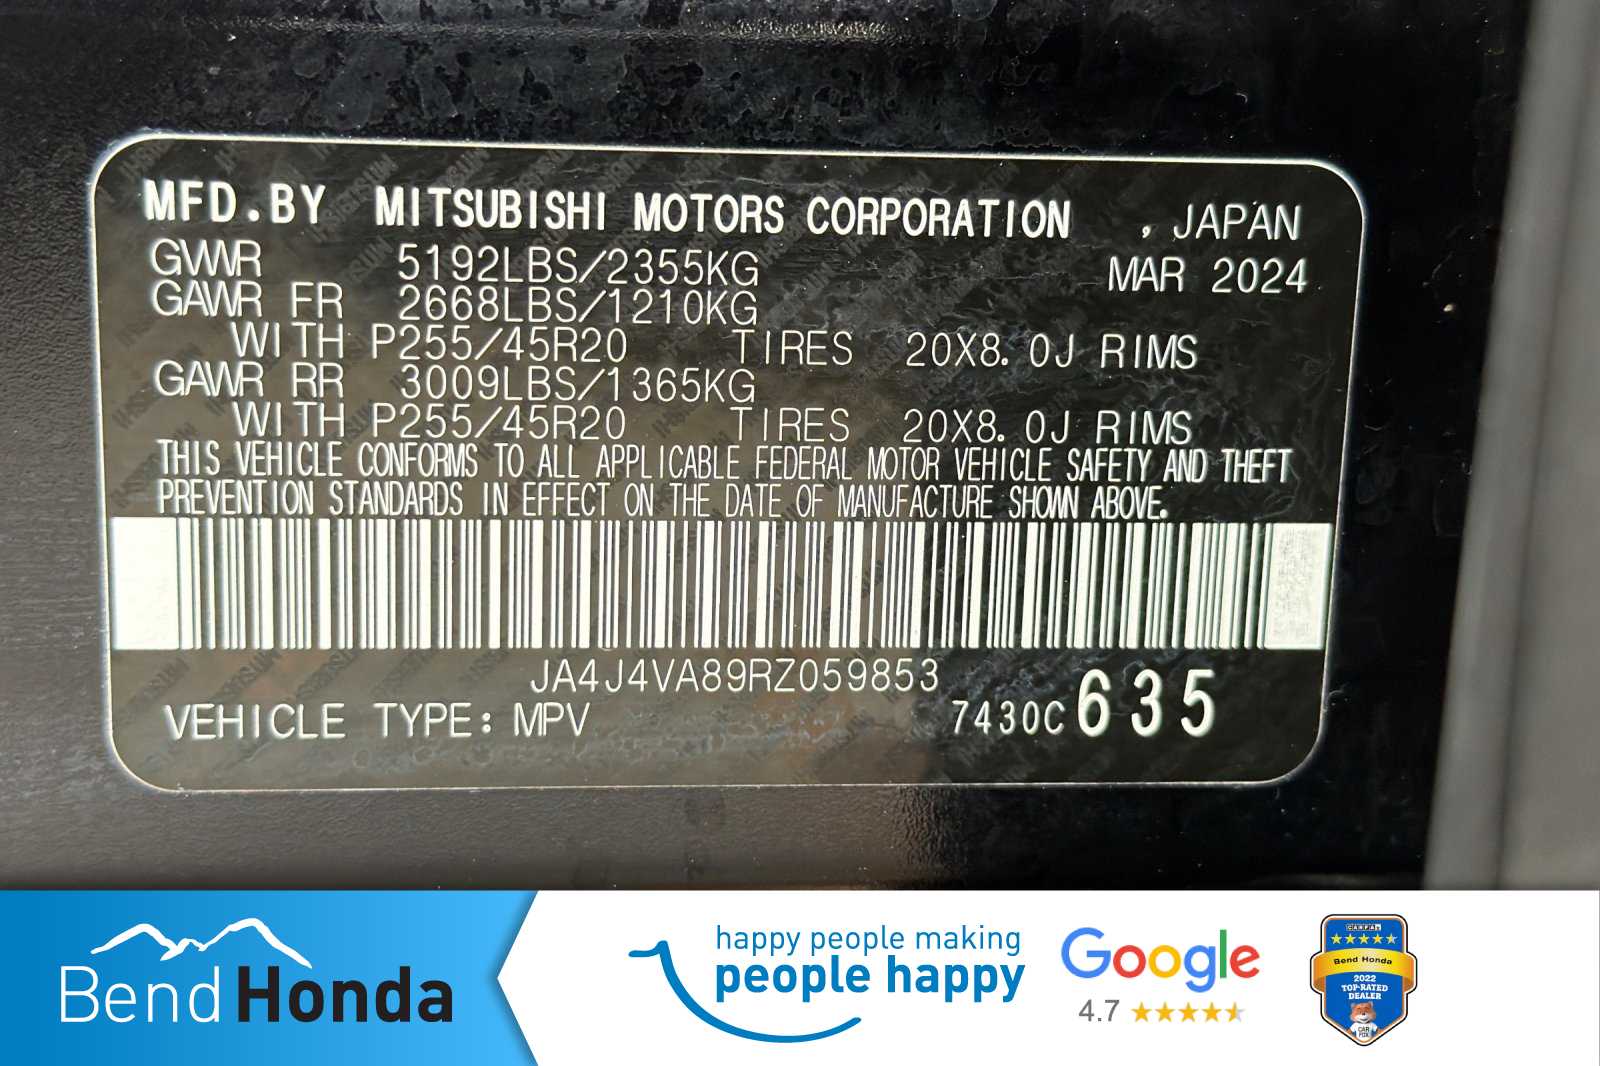 MFD.BY MITSUBISHI MOTORS CORPORATION , JAPAN
GVWR 5192LBS/2355KG MAR 2024
GAWR FR 2668LBS/1210KG
WITH P255/45R20 TIRES 20X8.0J RIMS
GAWR RR 3009LBS/1365KG
WITH P255/45R20 TIRES 20X8.0J RIMS
THIS VEHICLE CONFORMS TO ALL APPLICABLE FEDERAL MOTOR VEHICLE SAFETY AND THEFT
PREVENTION STANDARDS IN EFFECT ON THE DATE OF MANUFACTURE SHOWN ABOVE.
JA4J4VA89RZ059853
VEHICLE TYPE: MPV 7430C 635
Bend Honda
happy people making
people happy
Google
4.7
CARFAX
Bend Honda
2022
TOP-RATED
DEALER
CAR
FOX